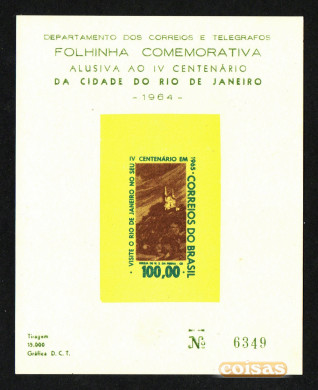 DEPARTAMENTO DOS CORREIOS E TELEGRAFOS
FOLHINHA COMEMORATIVA
ALUSIVA AO IV CENTENÁRIO
DA CIDADE DO RIO DE JANEIRO
- 1964 -
VISITE O RIO DE JANEIRO NO SEU
IV CENTENÁRIO EM 1965
CORREIOS DO BRASIL
100,00
Tiragem
15.000
Gráfica D. C. T.
Nº 6349
coisas